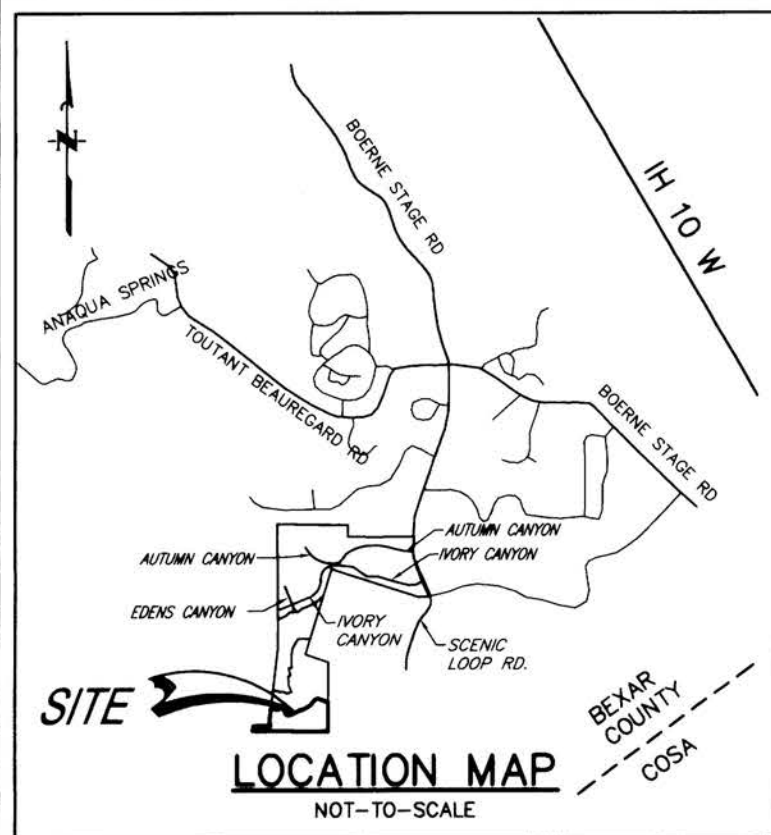 N
BOERNE STAGE RD
IH 10 W
ANAQUA SPRINGS
TOUTANT BEAUREGARD RD
BOERNE STAGE RD
AUTUMN CANYON
AUTUMN CANYON
IVORY CANYON
EDENS CANYON
IVORY
CANYON
SCENIC
LOOP RD.
SITE
BEXAR
COUNTY
COSA
LOCATION MAP
NOT-TO-SCALE